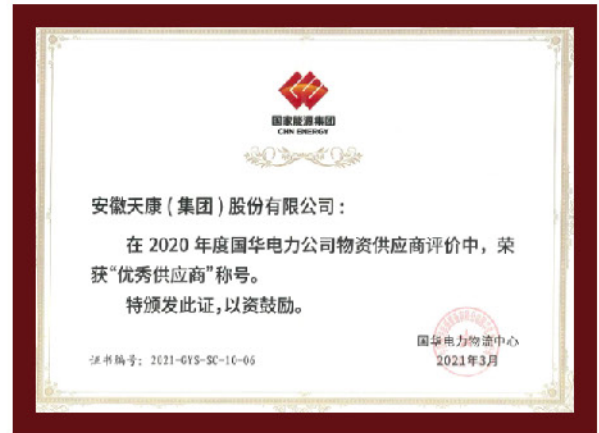 国家能源集团
CHN ENERGY
安徽天康(集团)股份有限公司:
在 2020 年度国华电力公司物资供应商评价中,荣
获“优秀供应商”称号。
特颁发此证,以资鼓励。
国华电力物流中心
证书编号: 2021-GYS-SC-10-06
2021年3月